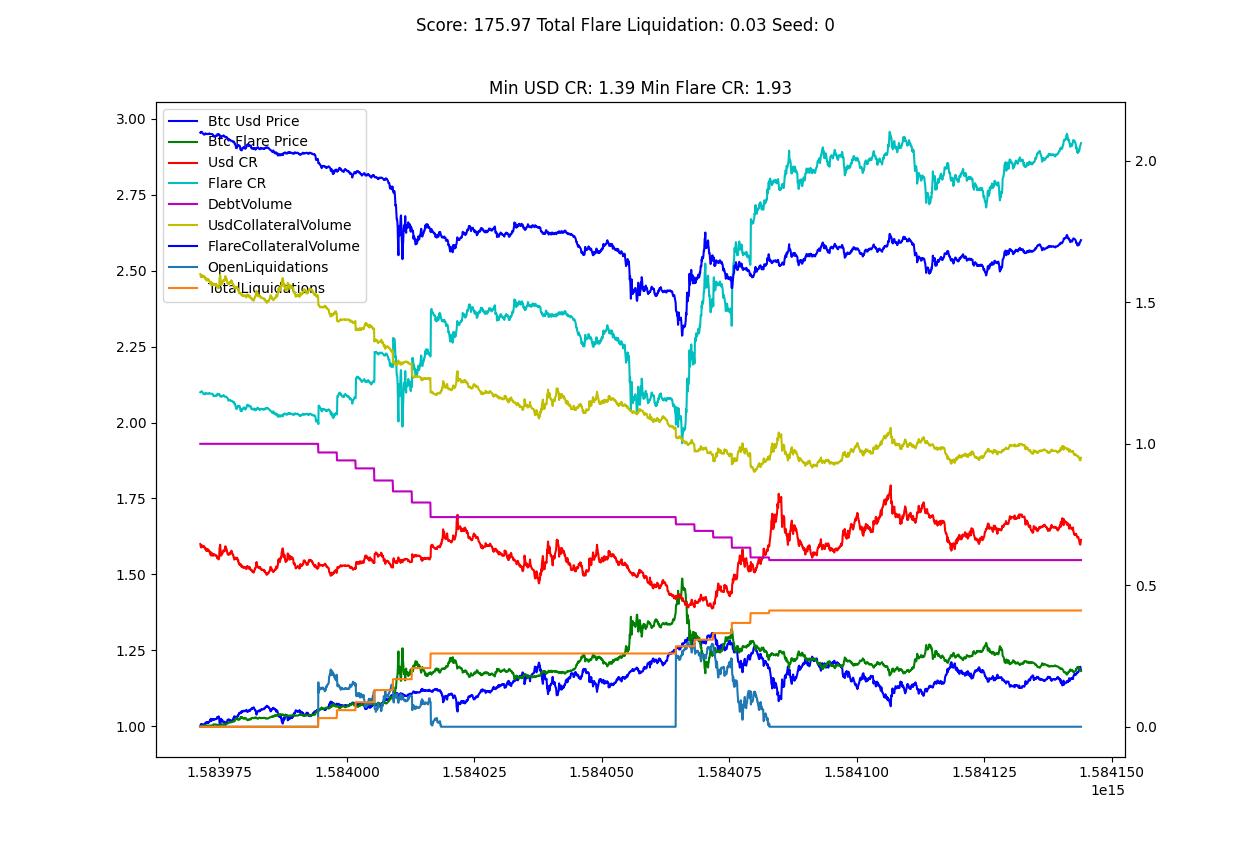 Score: 175.97 Total Flare Liquidation: 0.03 Seed: 0
Min USD CR: 1.39 Min Flare CR: 1.93
Btc Usd Price
Btc Flare Price
Usd CR
Flare CR
DebtVolume
UsdCollateralVolume
FlareCollateralVolume
OpenLiquidations
TotalLiquidations
3.00
2.75
2.50
2.25
2.00
1.75
1.50
1.25
1.00
2.0
1.5
1.0
0.5
0.0
1.583975 1.584000 1.584025 1.584050 1.584075 1.584100 1.584125 1.584150
1e15